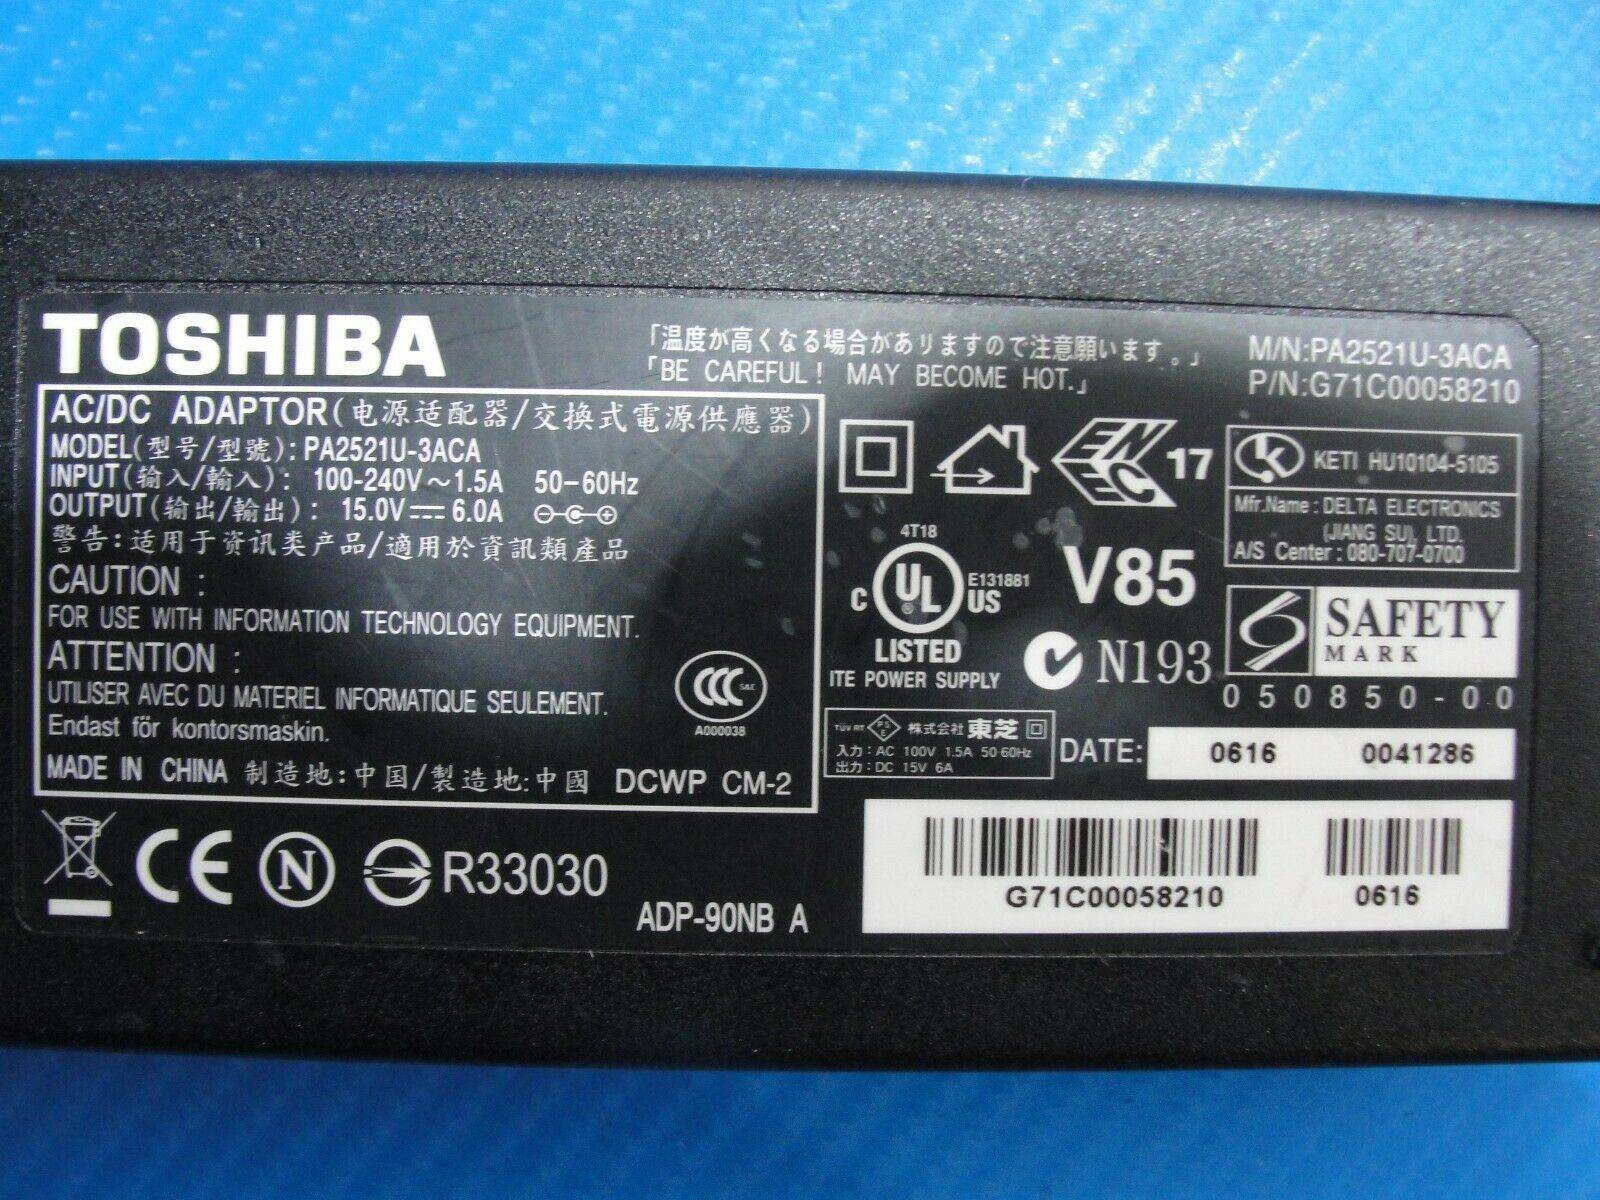 TOSHIBA
「温度が高くなる場合がありますので注意願います。」
「BE CAREFUL! MAY BECOME HOT.」
M/N:PA2521U-3ACA
P/N:G71C00058210
AC/DC ADAPTOR(电源适配器/交換式電源供應器)
MODEL(型号/型號): PA2521U-3ACA
INPUT(输入/輸入): 100-240V~1.5A 50-60Hz
OUTPUT(输出/輸出): 15.0V⎓6.0A
警告:适用于资讯类产品/適用於資訊類產品
CAUTION :
FOR USE WITH INFORMATION TECHNOLOGY EQUIPMENT.
ATTENTION :
UTILISER AVEC DU MATERIEL INFORMATIQUE SEULEMENT.
Endast för kontorsmaskin.
MADE IN CHINA 制造地:中国/製造地:中國 DCWP CM-2
CCC S&E
A000038
ENEC 17
4T18
C UL® US E131881
LISTED
ITE POWER SUPPLY
V85
N193
KETI HU10104-5105
Mfr.Name : DELTA ELECTRONICS
(JIANG SU), LTD.
A/S Center : 080-707-0700
SAFETY
MARK
050850-00
TÜV RT PSE 株式会社 東芝
入力 : AC 100V 1.5A 50-60Hz
出力 : DC 15V 6A
DATE: 0616 0041286
CE N R33030
ADP-90NB A
G71C00058210 0616